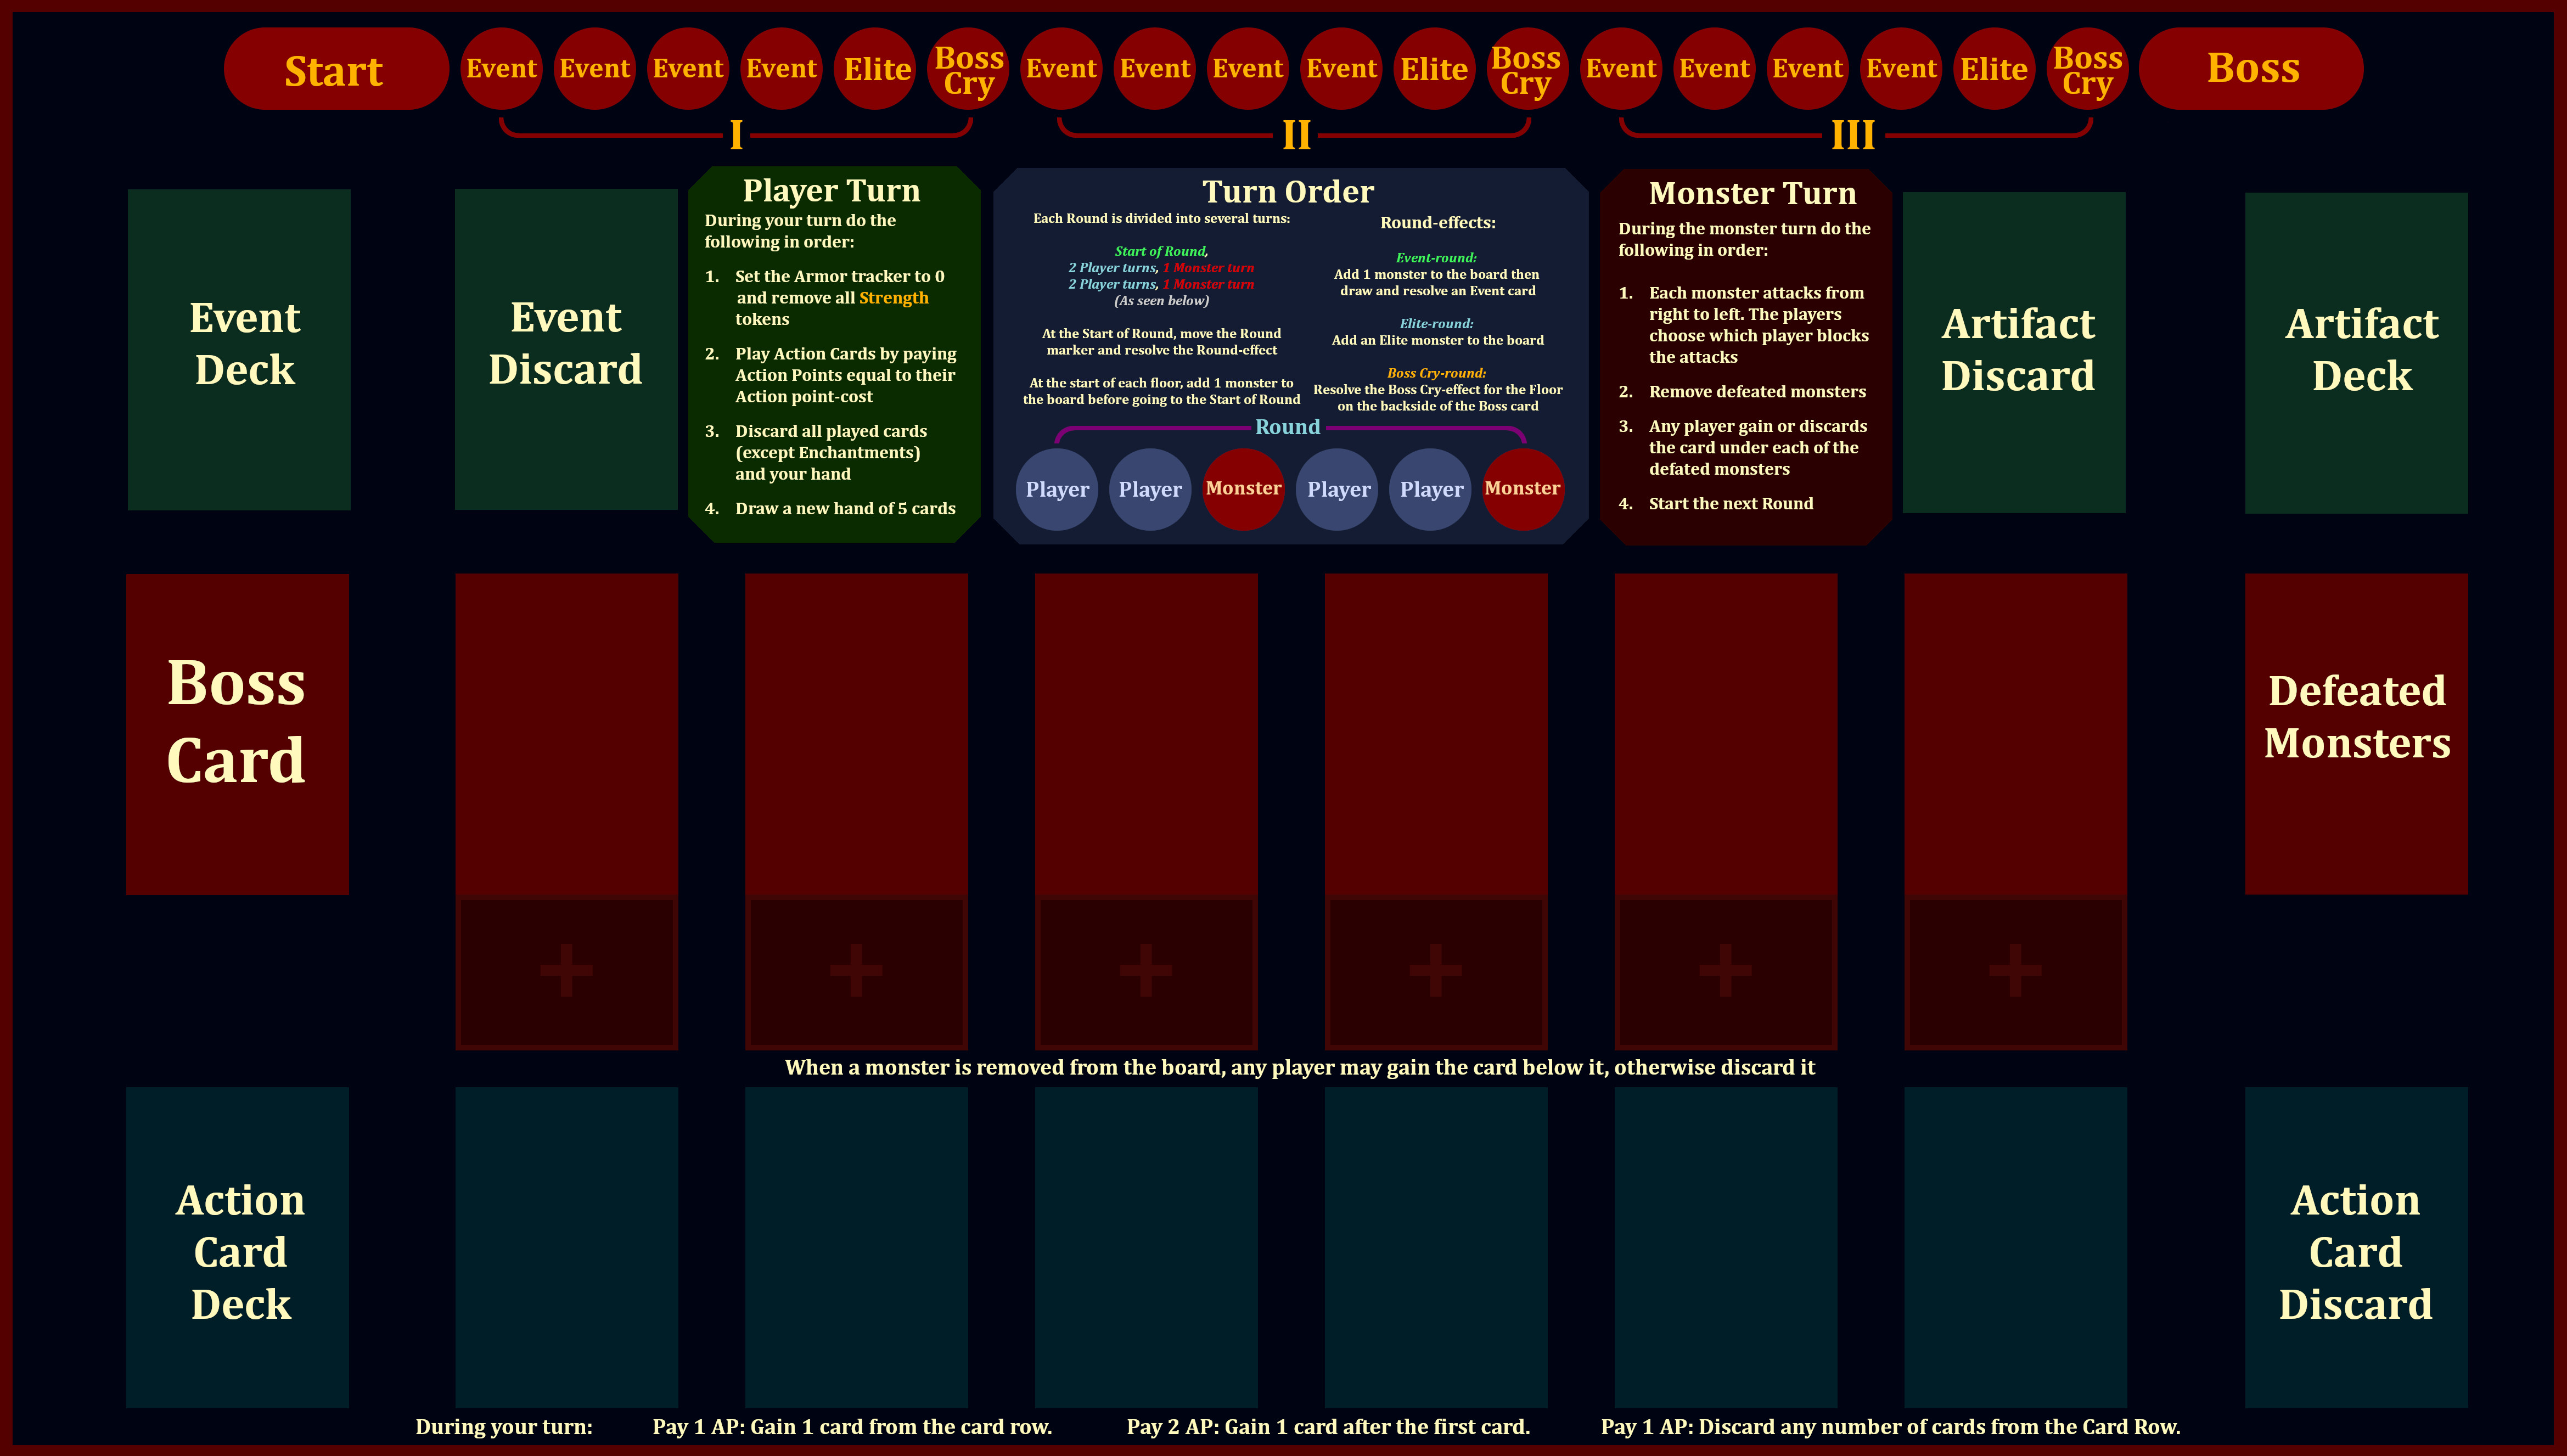 Start
Event
Event
Event
Event
Elite
Boss
Cry
Event
Event
Event
Event
Elite
Boss
Cry
Event
Event
Event
Event
Elite
Boss
Cry
Boss
I
II
III
Event
Deck
Event
Discard
Player Turn
During your turn do the
following in order:
1. Set the Armor tracker to 0
and remove all Strength
tokens
2. Play Action Cards by paying
Action Points equal to their
Action point-cost
3. Discard all played cards
(except Enchantments)
and your hand
4. Draw a new hand of 5 cards
Turn Order
Each Round is divided into several turns:
Start of Round,
2 Player turns, 1 Monster turn
2 Player turns, 1 Monster turn
(As seen below)
At the Start of Round, move the Round
marker and resolve the Round-effect
At the start of each floor, add 1 monster to
the board before going to the Start of Round
Round-effects:
Event-round:
Add 1 monster to the board then
draw and resolve an Event card
Elite-round:
Add an Elite monster to the board
Boss Cry-round:
Resolve the Boss Cry-effect for the Floor
on the backside of the Boss card
Round
Player
Player
Monster
Player
Player
Monster
Monster Turn
During the monster turn do the
following in order:
1. Each monster attacks from
right to left. The players
choose which player blocks
the attacks
2. Remove defeated monsters
3. Any player gain or discards
the card under each of the
defated monsters
4. Start the next Round
Artifact
Discard
Artifact
Deck
Boss
Card
Defeated
Monsters
When a monster is removed from the board, any player may gain the card below it, otherwise discard it
Action
Card
Deck
Action
Card
Discard
During your turn:
Pay 1 AP: Gain 1 card from the card row.
Pay 2 AP: Gain 1 card after the first card.
Pay 1 AP: Discard any number of cards from the Card Row.